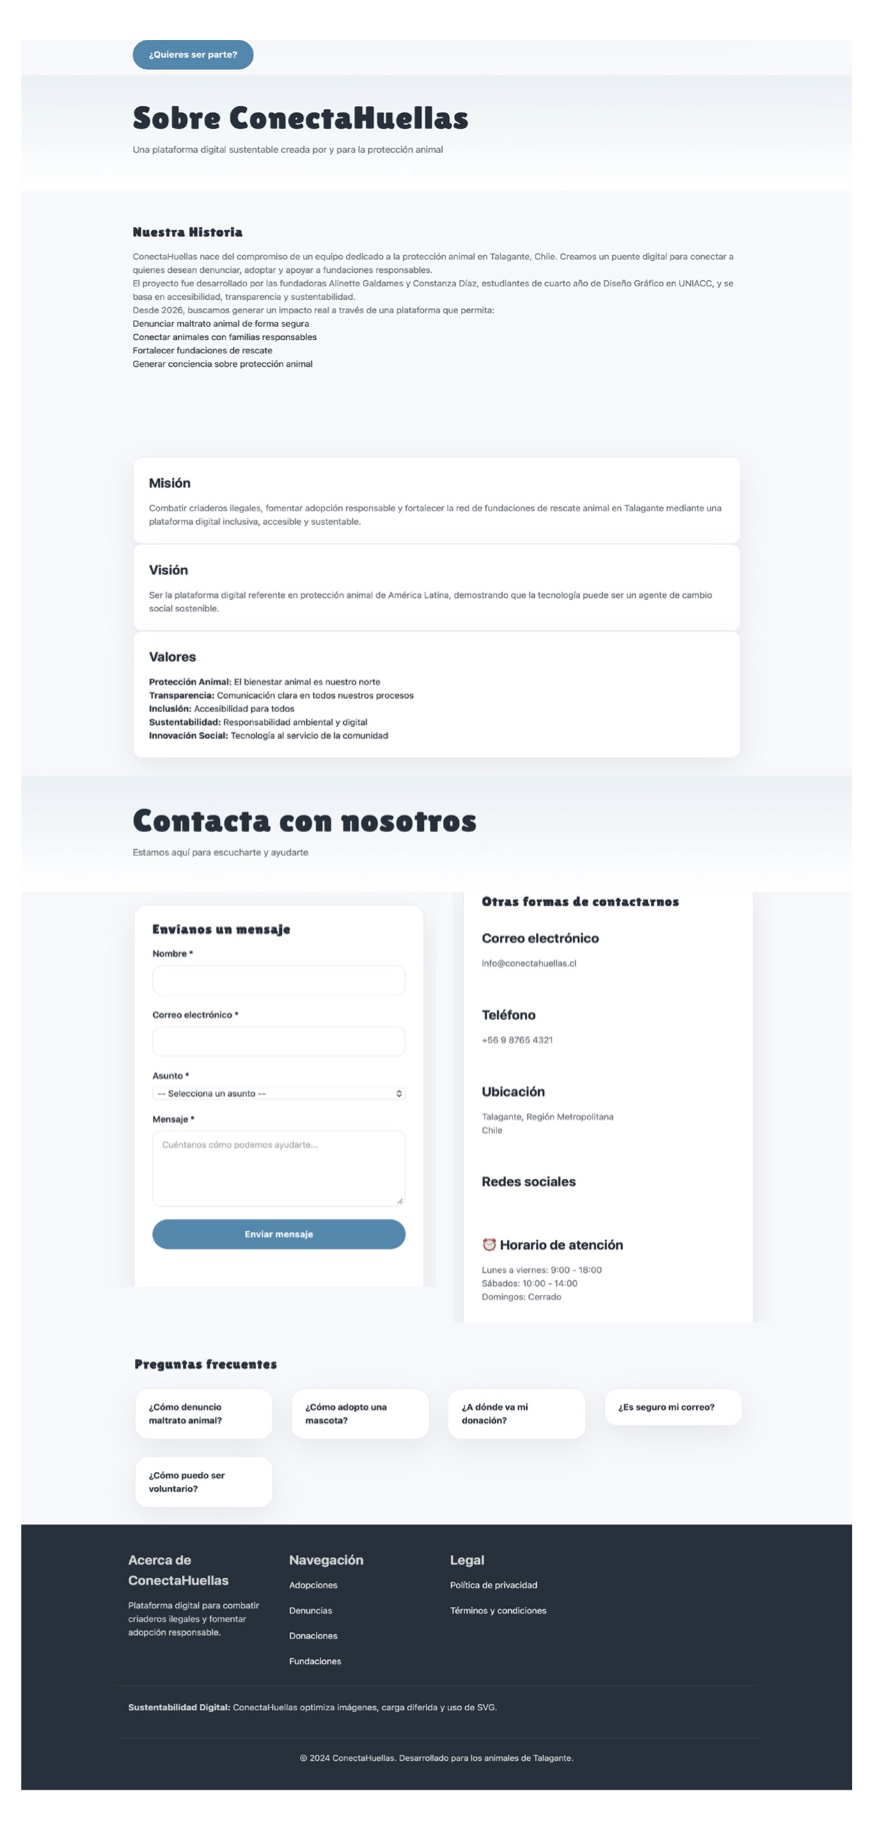 ¿Quieres ser parte?
Sobre ConectaHuellas
Una plataforma digital sustentable creada por y para la protección animal
Nuestra Historia
ConectaHuellas nace del compromiso de un equipo dedicado a la protección animal en Talagante, Chile. Creamos un puente digital para conectar a
quienes desean denunciar, adoptar y apoyar a fundaciones responsables.
El proyecto fue desarrollado por las fundadoras Alinette Galdames y Constanza Díaz, estudiantes de cuarto año de Diseño Gráfico en UNIACC, y se
basa en accesibilidad, transparencia y sustentabilidad.
Desde 2026, buscamos generar un impacto real a través de una plataforma que permita:
Denunciar maltrato animal de forma segura
Conectar animales con familias responsables
Fortalecer fundaciones de rescate
Generar conciencia sobre protección animal
Misión
Combatir criaderos ilegales, fomentar adopción responsable y fortalecer la red de fundaciones de rescate animal en Talagante mediante una
plataforma digital inclusiva, accesible y sustentable.
Visión
Ser la plataforma digital referente en protección animal de América Latina, demostrando que la tecnología puede ser un agente de cambio
social sostenible.
Valores
Protección Animal: El bienestar animal es nuestro norte
Transparencia: Comunicación clara en todos nuestros procesos
Inclusión: Accesibilidad para todos
Sustentabilidad: Responsabilidad ambiental y digital
Innovación Social: Tecnología al servicio de la comunidad
Contacta con nosotros
Estamos aquí para escucharte y ayudarte
Envíanos un mensaje
Nombre *
Correo electrónico *
Asunto *
-- Selecciona un asunto --
Mensaje *
Cuéntanos cómo podemos ayudarte...
Enviar mensaje
Otras formas de contactarnos
Correo electrónico
info@conectahuellas.cl
Teléfono
+56 9 8765 4321
Ubicación
Talagante, Región Metropolitana
Chile
Redes sociales
⏰ Horario de atención
Lunes a viernes: 9:00 - 18:00
Sábados: 10:00 - 14:00
Domingos: Cerrado
Preguntas frecuentes
¿Cómo denuncio
maltrato animal?
¿Cómo adopto una
mascota?
¿A dónde va mi
donación?
¿Es seguro mi correo?
¿Cómo puedo ser
voluntario?
Acerca de
ConectaHuellas
Plataforma digital para combatir
criaderos ilegales y fomentar
adopción responsable.
Navegación
Adopciones
Denuncias
Donaciones
Fundaciones
Legal
Política de privacidad
Términos y condiciones
Sustentabilidad Digital: ConectaHuellas optimiza imágenes, carga diferida y uso de SVG.
© 2024 ConectaHuellas. Desarrollado para los animales de Talagante.